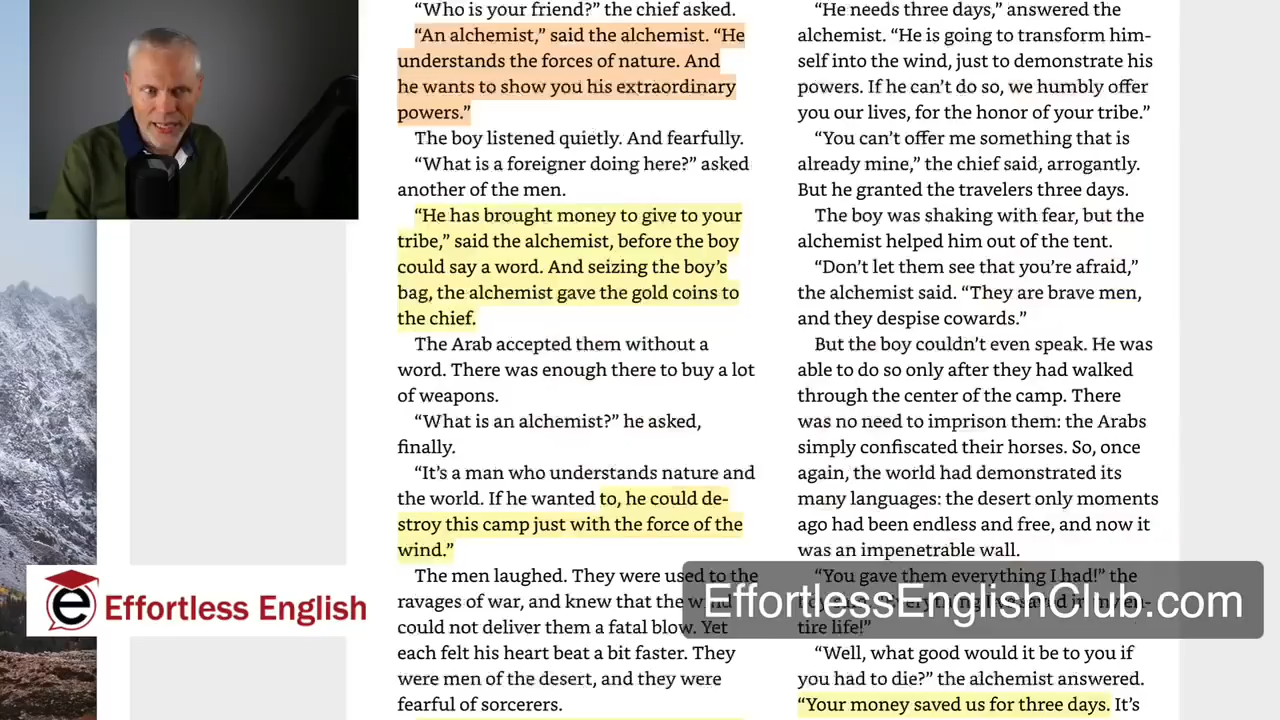 “Who is your friend?” the chief asked.
“An alchemist,” said the alchemist. “He
understands the forces of nature. And
he wants to show you his extraordinary
powers.”
The boy listened quietly. And fearfully.
“What is a foreigner doing here?” asked
another of the men.
“He has brought money to give to your
tribe,” said the alchemist, before the boy
could say a word. And seizing the boy’s
bag, the alchemist gave the gold coins to
the chief.
The Arab accepted them without a
word. There was enough there to buy a lot
of weapons.
“What is an alchemist?” he asked,
finally.
“It’s a man who understands nature and
the world. If he wanted to, he could de-
stroy this camp just with the force of the
wind.”
The men laughed. They were used to the
ravages of war, and knew that the wind
could not deliver them a fatal blow. Yet
each felt his heart beat a bit faster. They
were men of the desert, and they were
fearful of sorcerers.
“He needs three days,” answered the
alchemist. “He is going to transform him-
self into the wind, just to demonstrate his
powers. If he can’t do so, we humbly offer
you our lives, for the honor of your tribe.”
“You can’t offer me something that is
already mine,” the chief said, arrogantly.
But he granted the travelers three days.
The boy was shaking with fear, but the
alchemist helped him out of the tent.
“Don’t let them see that you’re afraid,”
the alchemist said. “They are brave men,
and they despise cowards.”
But the boy couldn’t even speak. He was
able to do so only after they had walked
through the center of the camp. There
was no need to imprison them: the Arabs
simply confiscated their horses. So, once
again, the world had demonstrated its
many languages: the desert only moments
ago had been endless and free, and now it
was an impenetrable wall.
“You gave them everything I had!” the
tire life!”
“Well, what good would it be to you if
you had to die?” the alchemist answered.
“Your money saved us for three days. It’s
Effortless English
EffortlessEnglishClub.com